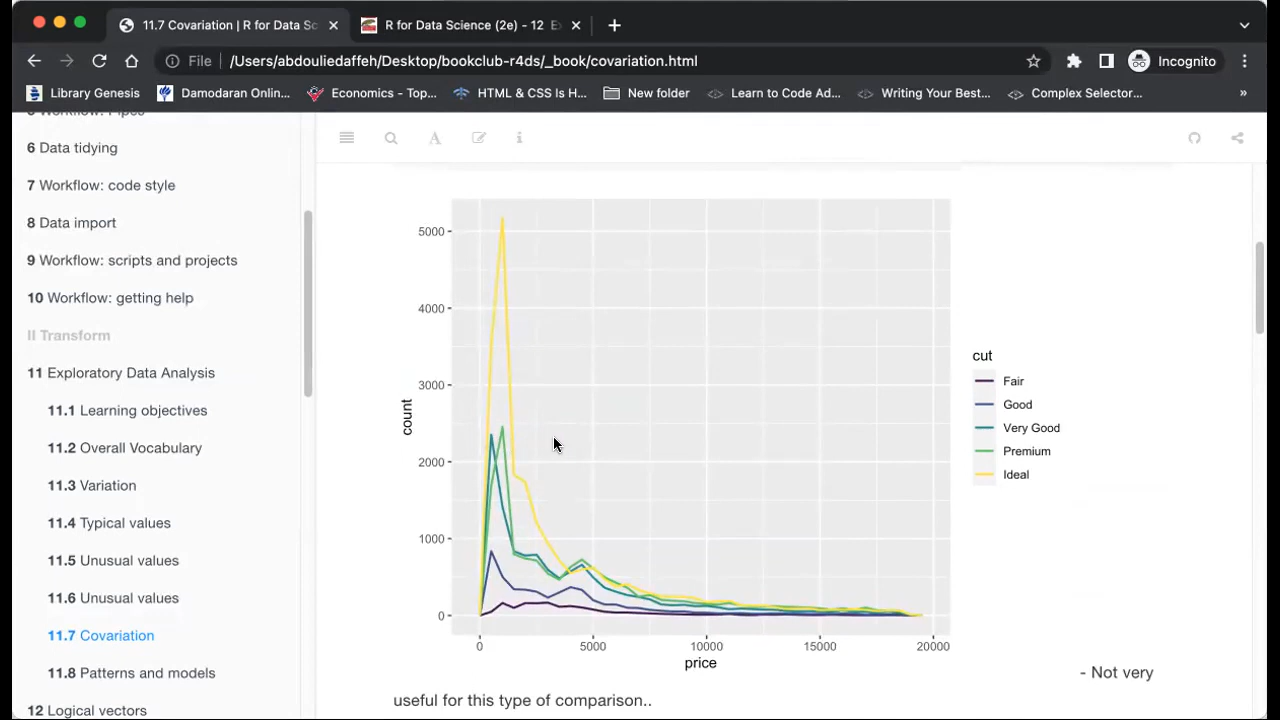 11.7 Covariation | R for Data Sc
R for Data Science (2e) - 12 E
File /Users/abdouliedaffeh/Desktop/bookclub-r4ds/_book/covariation.html
Incognito
Library Genesis
Damodaran Onlin...
Economics - Top...
HTML & CSS Is H...
New folder
Learn to Code Ad...
Writing Your Best...
Complex Selector...
»
6 Data tidying
7 Workflow: code style
8 Data import
9 Workflow: scripts and projects
10 Workflow: getting help
II Transform
11 Exploratory Data Analysis
11.1 Learning objectives
11.2 Overall Vocabulary
11.3 Variation
11.4 Typical values
11.5 Unusual values
11.6 Unusual values
11.7 Covariation
11.8 Patterns and models
12 Logical vectors
5000
4000
3000
2000
1000
0
count
0
5000
10000
15000
20000
price
cut
Fair
Good
Very Good
Premium
Ideal
- Not very
useful for this type of comparison..